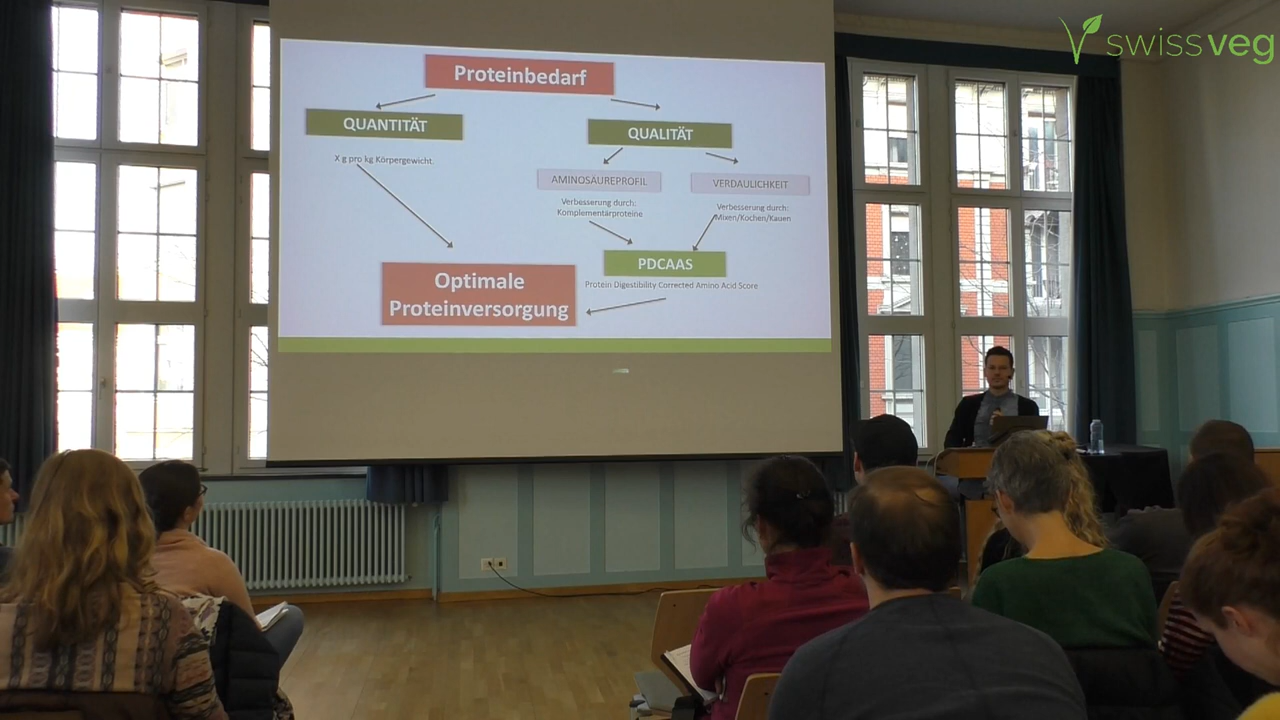 swissveg
Proteinbedarf
QUANTITÄT
QUALITÄT
X g pro kg Körpergewicht
AMINOSÄUREPROFIL
VERDAULICHKEIT
Verbesserung durch:
Komplementärproteine
Verbesserung durch:
Mixen/Kochen/Kauen
PDCAAS
Protein Digestibility Corrected Amino Acid Score
Optimale
Proteinversorgung